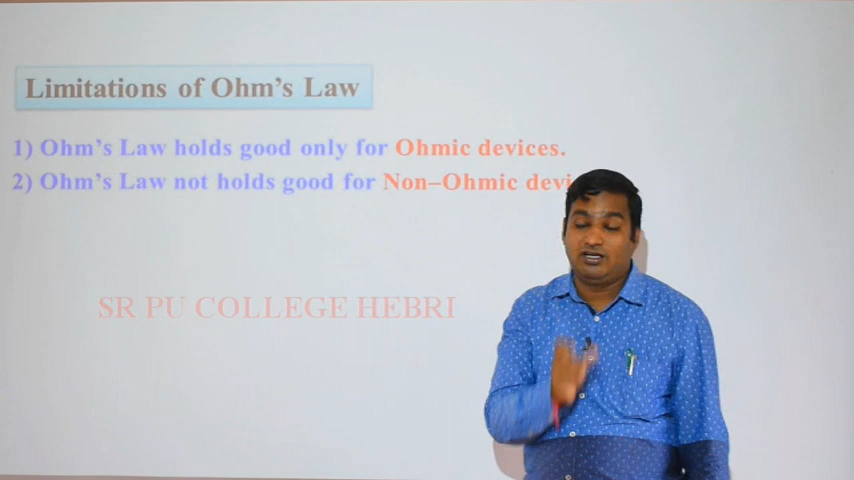 Limitations of Ohm's Law
1) Ohm's Law holds good only for Ohmic devices.
2) Ohm's Law not holds good for Non–Ohmic
SR PU COLLEGE HEBRI